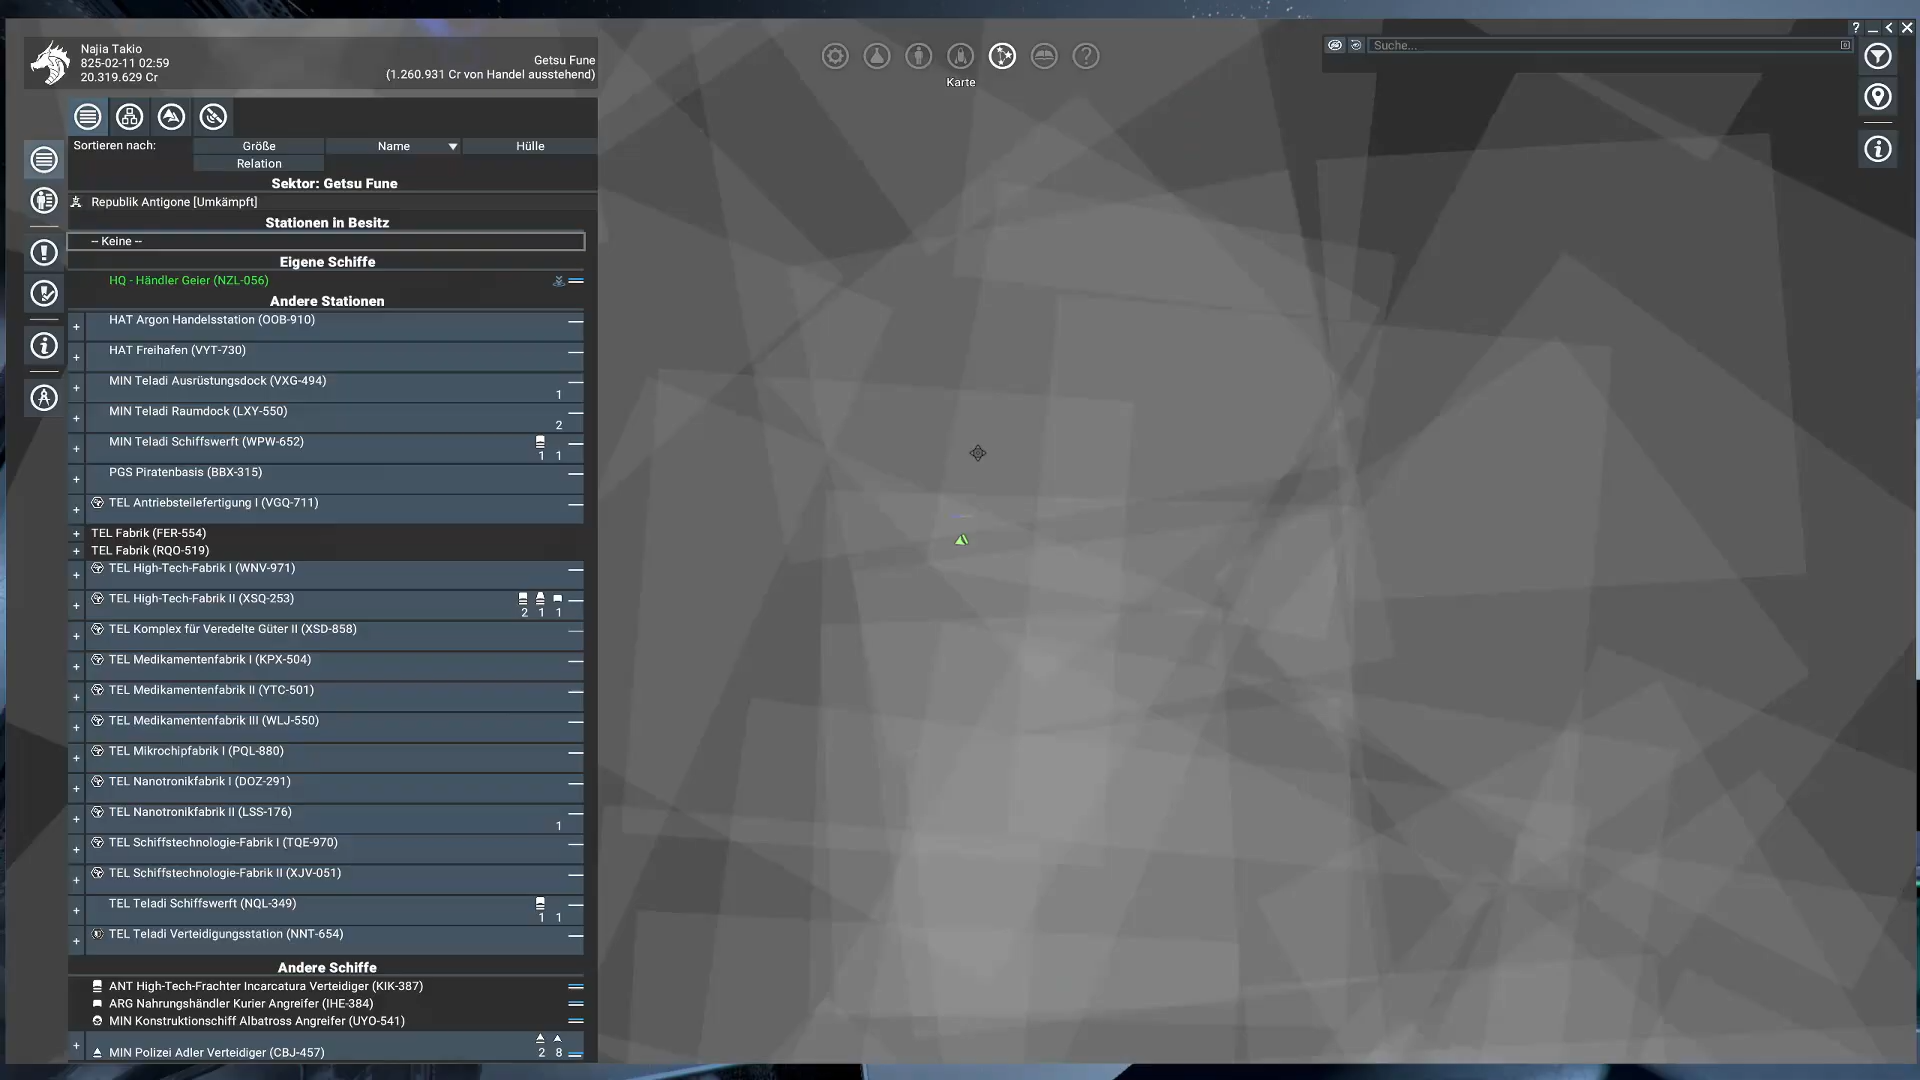 Najia Takio
825-02-11 02:59
20.319.629 Cr
Getsu Fune
(1.260.931 Cr von Handel ausstehend)
Karte
Suche...
Sortieren nach:
Größe
Name
Hülle
Relation
Sektor: Getsu Fune
Republik Antigone [Umkämpft]
Stationen in Besitz
-- Keine --
Eigene Schiffe
HQ - Händler Geier (NZL-056)
Andere Stationen
HAT Argon Handelsstation (OOB-910)
HAT Freihafen (VYT-730)
MIN Teladi Ausrüstungsdock (VXG-494)
1
MIN Teladi Raumdock (LXY-550)
2
MIN Teladi Schiffswerft (WPW-652)
1 1
PGS Piratenbasis (BBX-315)
TEL Antriebsteilefertigung I (VGQ-711)
TEL Fabrik (FER-554)
TEL Fabrik (RQO-519)
TEL High-Tech-Fabrik I (WNV-971)
TEL High-Tech-Fabrik II (XSQ-253)
2 1 1
TEL Komplex für Veredelte Güter II (XSD-858)
TEL Medikamentenfabrik I (KPX-504)
TEL Medikamentenfabrik II (YTC-501)
TEL Medikamentenfabrik III (WLJ-550)
TEL Mikrochipfabrik I (PQL-880)
TEL Nanotronikfabrik I (DOZ-291)
TEL Nanotronikfabrik II (LSS-176)
1
TEL Schiffstechnologie-Fabrik I (TQE-970)
TEL Schiffstechnologie-Fabrik II (XJV-051)
TEL Teladi Schiffswerft (NQL-349)
1 1
TEL Teladi Verteidigungsstation (NNT-654)
Andere Schiffe
ANT High-Tech-Frachter Incarcatura Verteidiger (KIK-387)
ARG Nahrungshändler Kurier Angreifer (IHE-384)
MIN Konstruktionschiff Albatross Angreifer (UYO-541)
MIN Polizei Adler Verteidiger (CBJ-457)
2 8